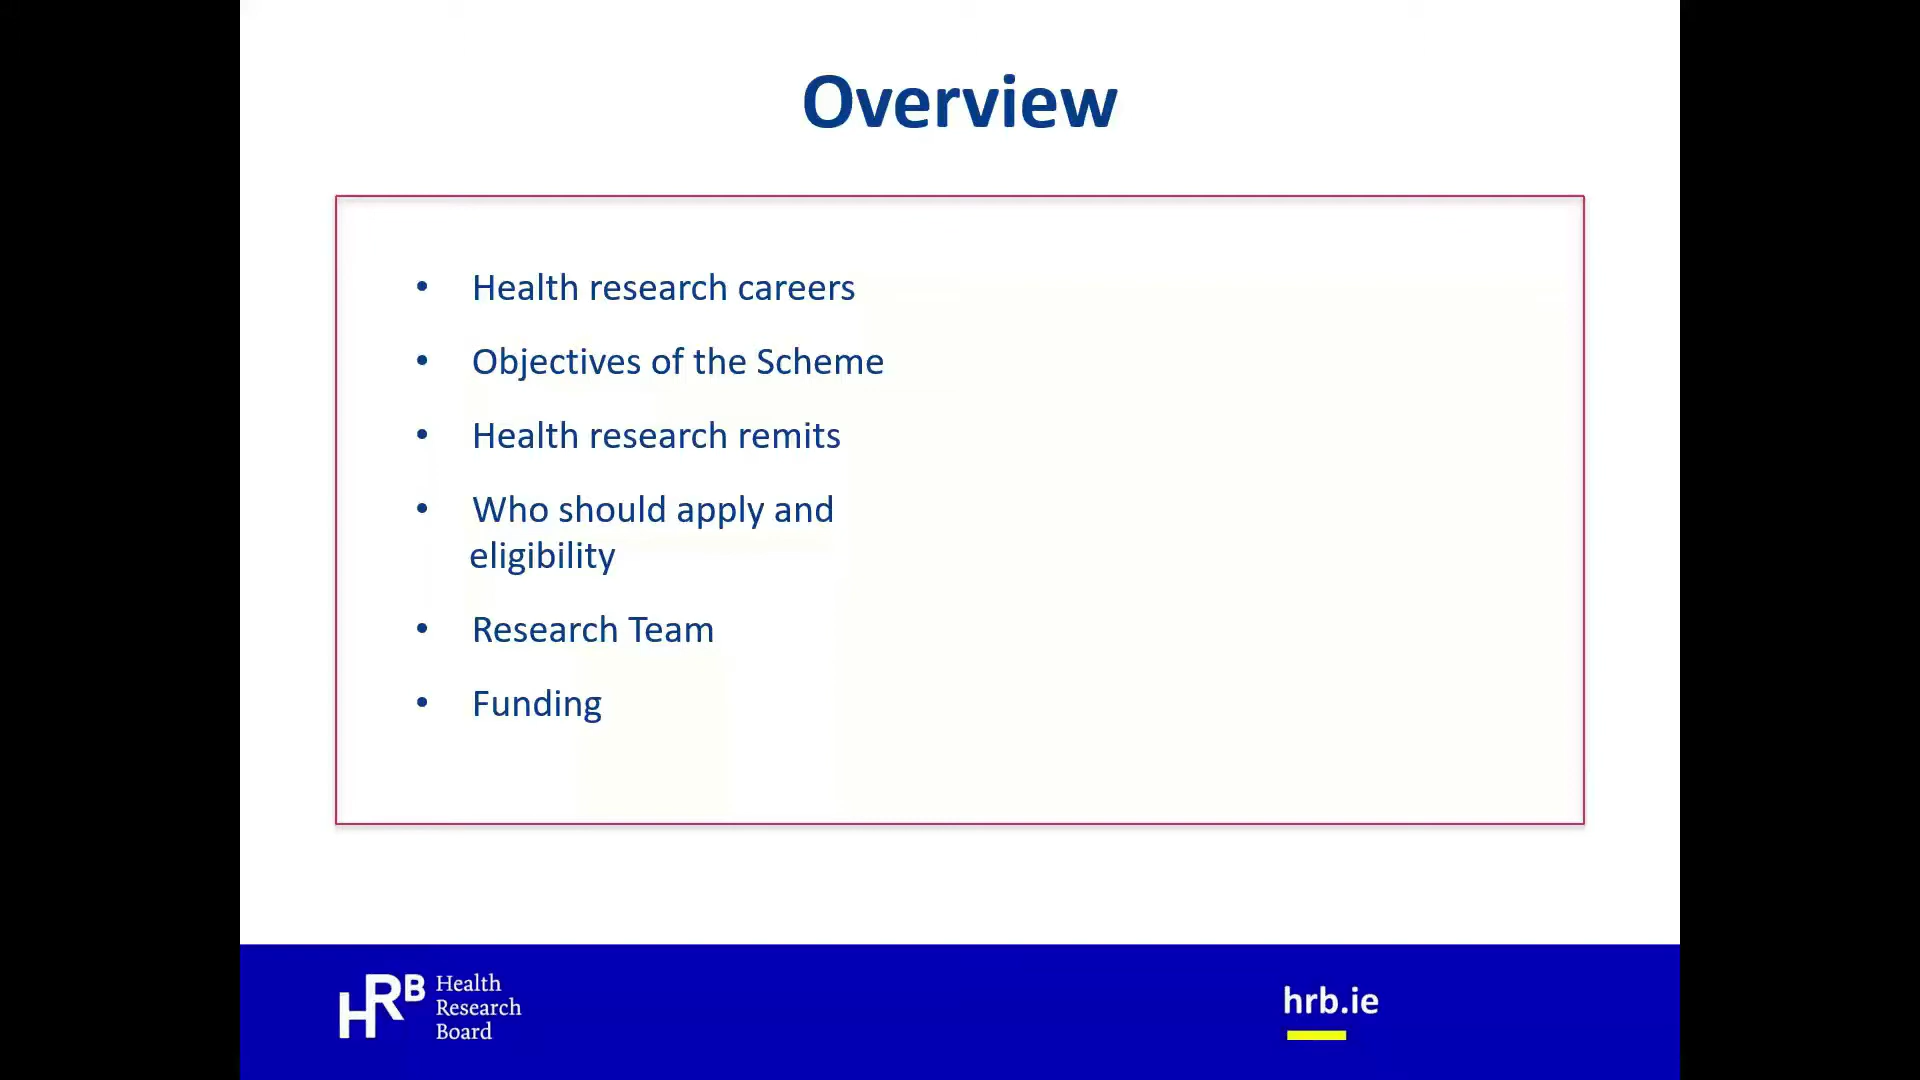 Overview
• Health research careers
• Objectives of the Scheme
• Health research remits
• Who should apply and
eligibility
• Research Team
• Funding
HRB
Health
Research
Board
hrb.ie